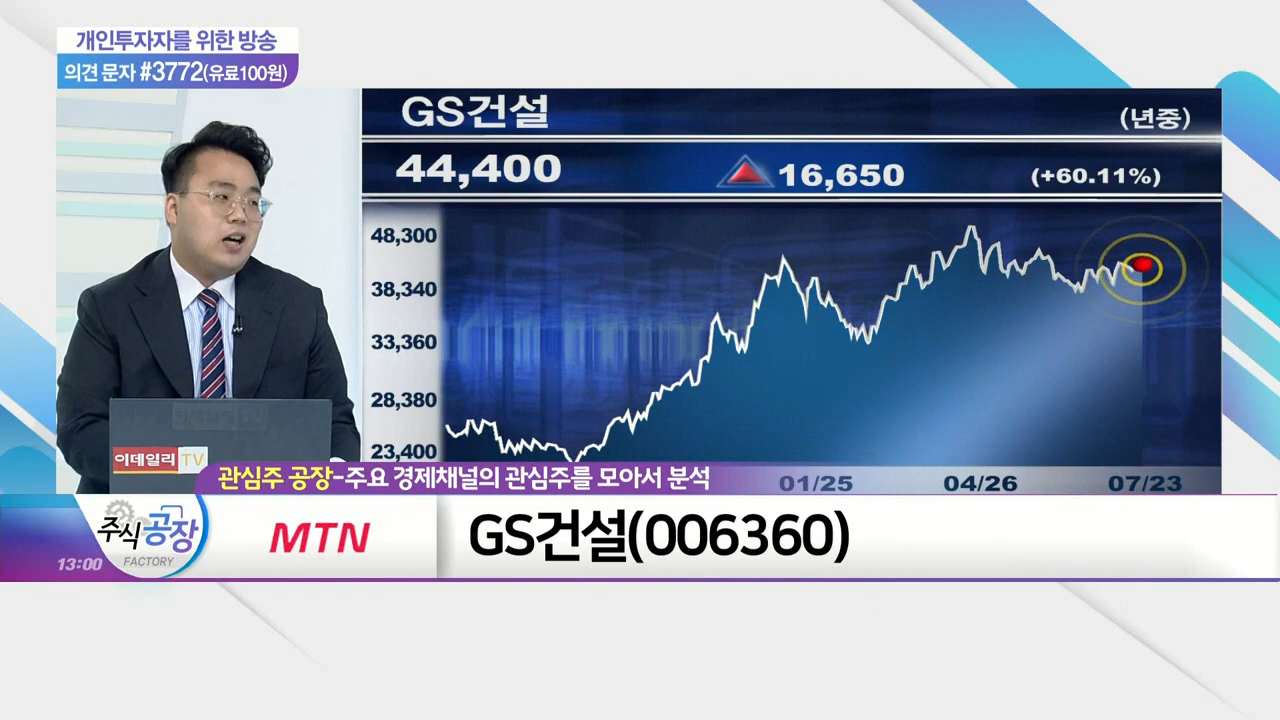 개인투자자를 위한 방송
의견 문자 #3772(유료100원)
GS건설
(년중)
44,400
16,650
(+60.11%)
48,300
38,340
33,360
28,380
23,400
01/25
04/26
07/23
이데일리TV
관심주 공장-주요 경제채널의 관심주를 모아서 분석
주식공장
FACTORY
13:00
MTN
GS건설(006360)